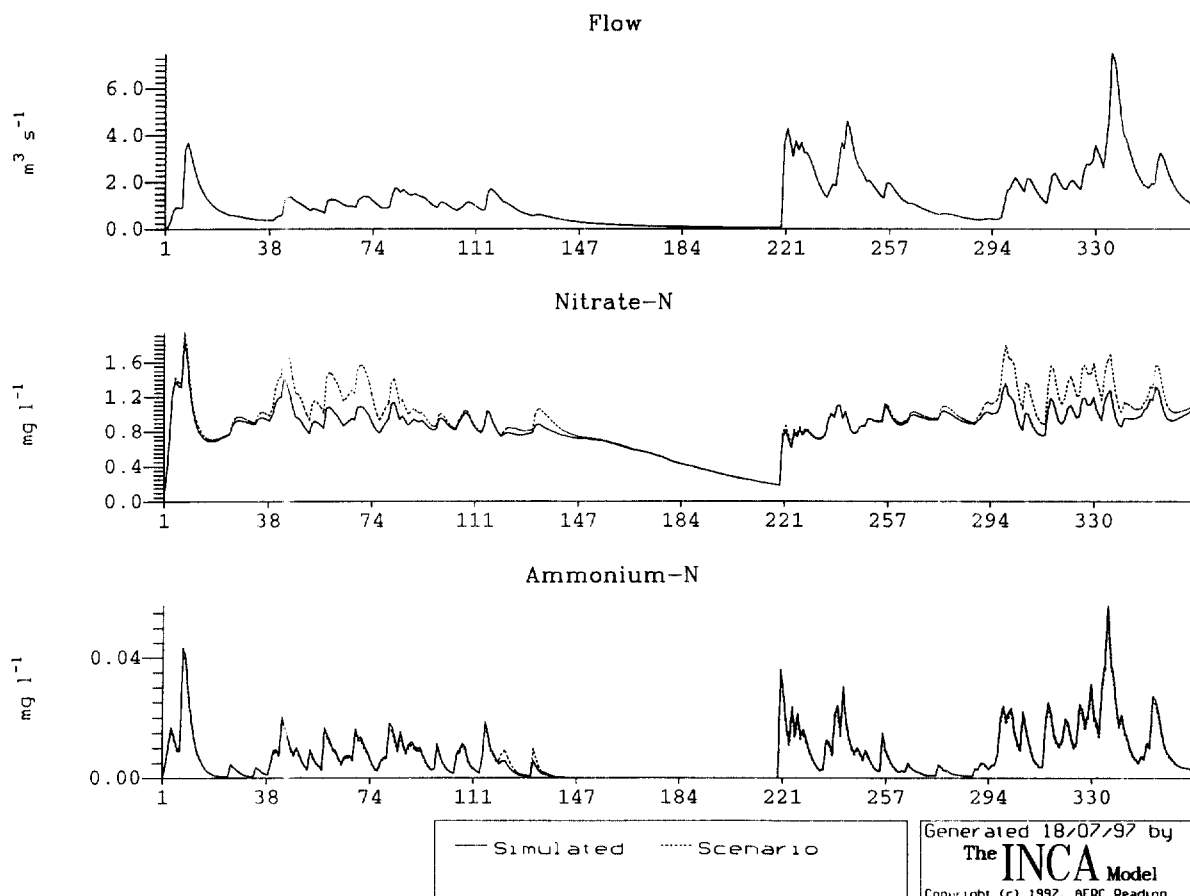 Flow
m³ s⁻¹
6.0
4.0
2.0
0.0
1 38 74 111 147 184 221 257 294 330
Nitrate-N
mg l⁻¹
1.6
1.2
0.8
0.4
0.0
1 38 74 111 147 184 221 257 294 330
Ammonium-N
mg l⁻¹
0.04
0.00
1 38 74 111 147 184 221 257 294 330
Simulated Scenario
Generated 18/07/97 by
The INCA Model
Copyright (c) 1997, Reading